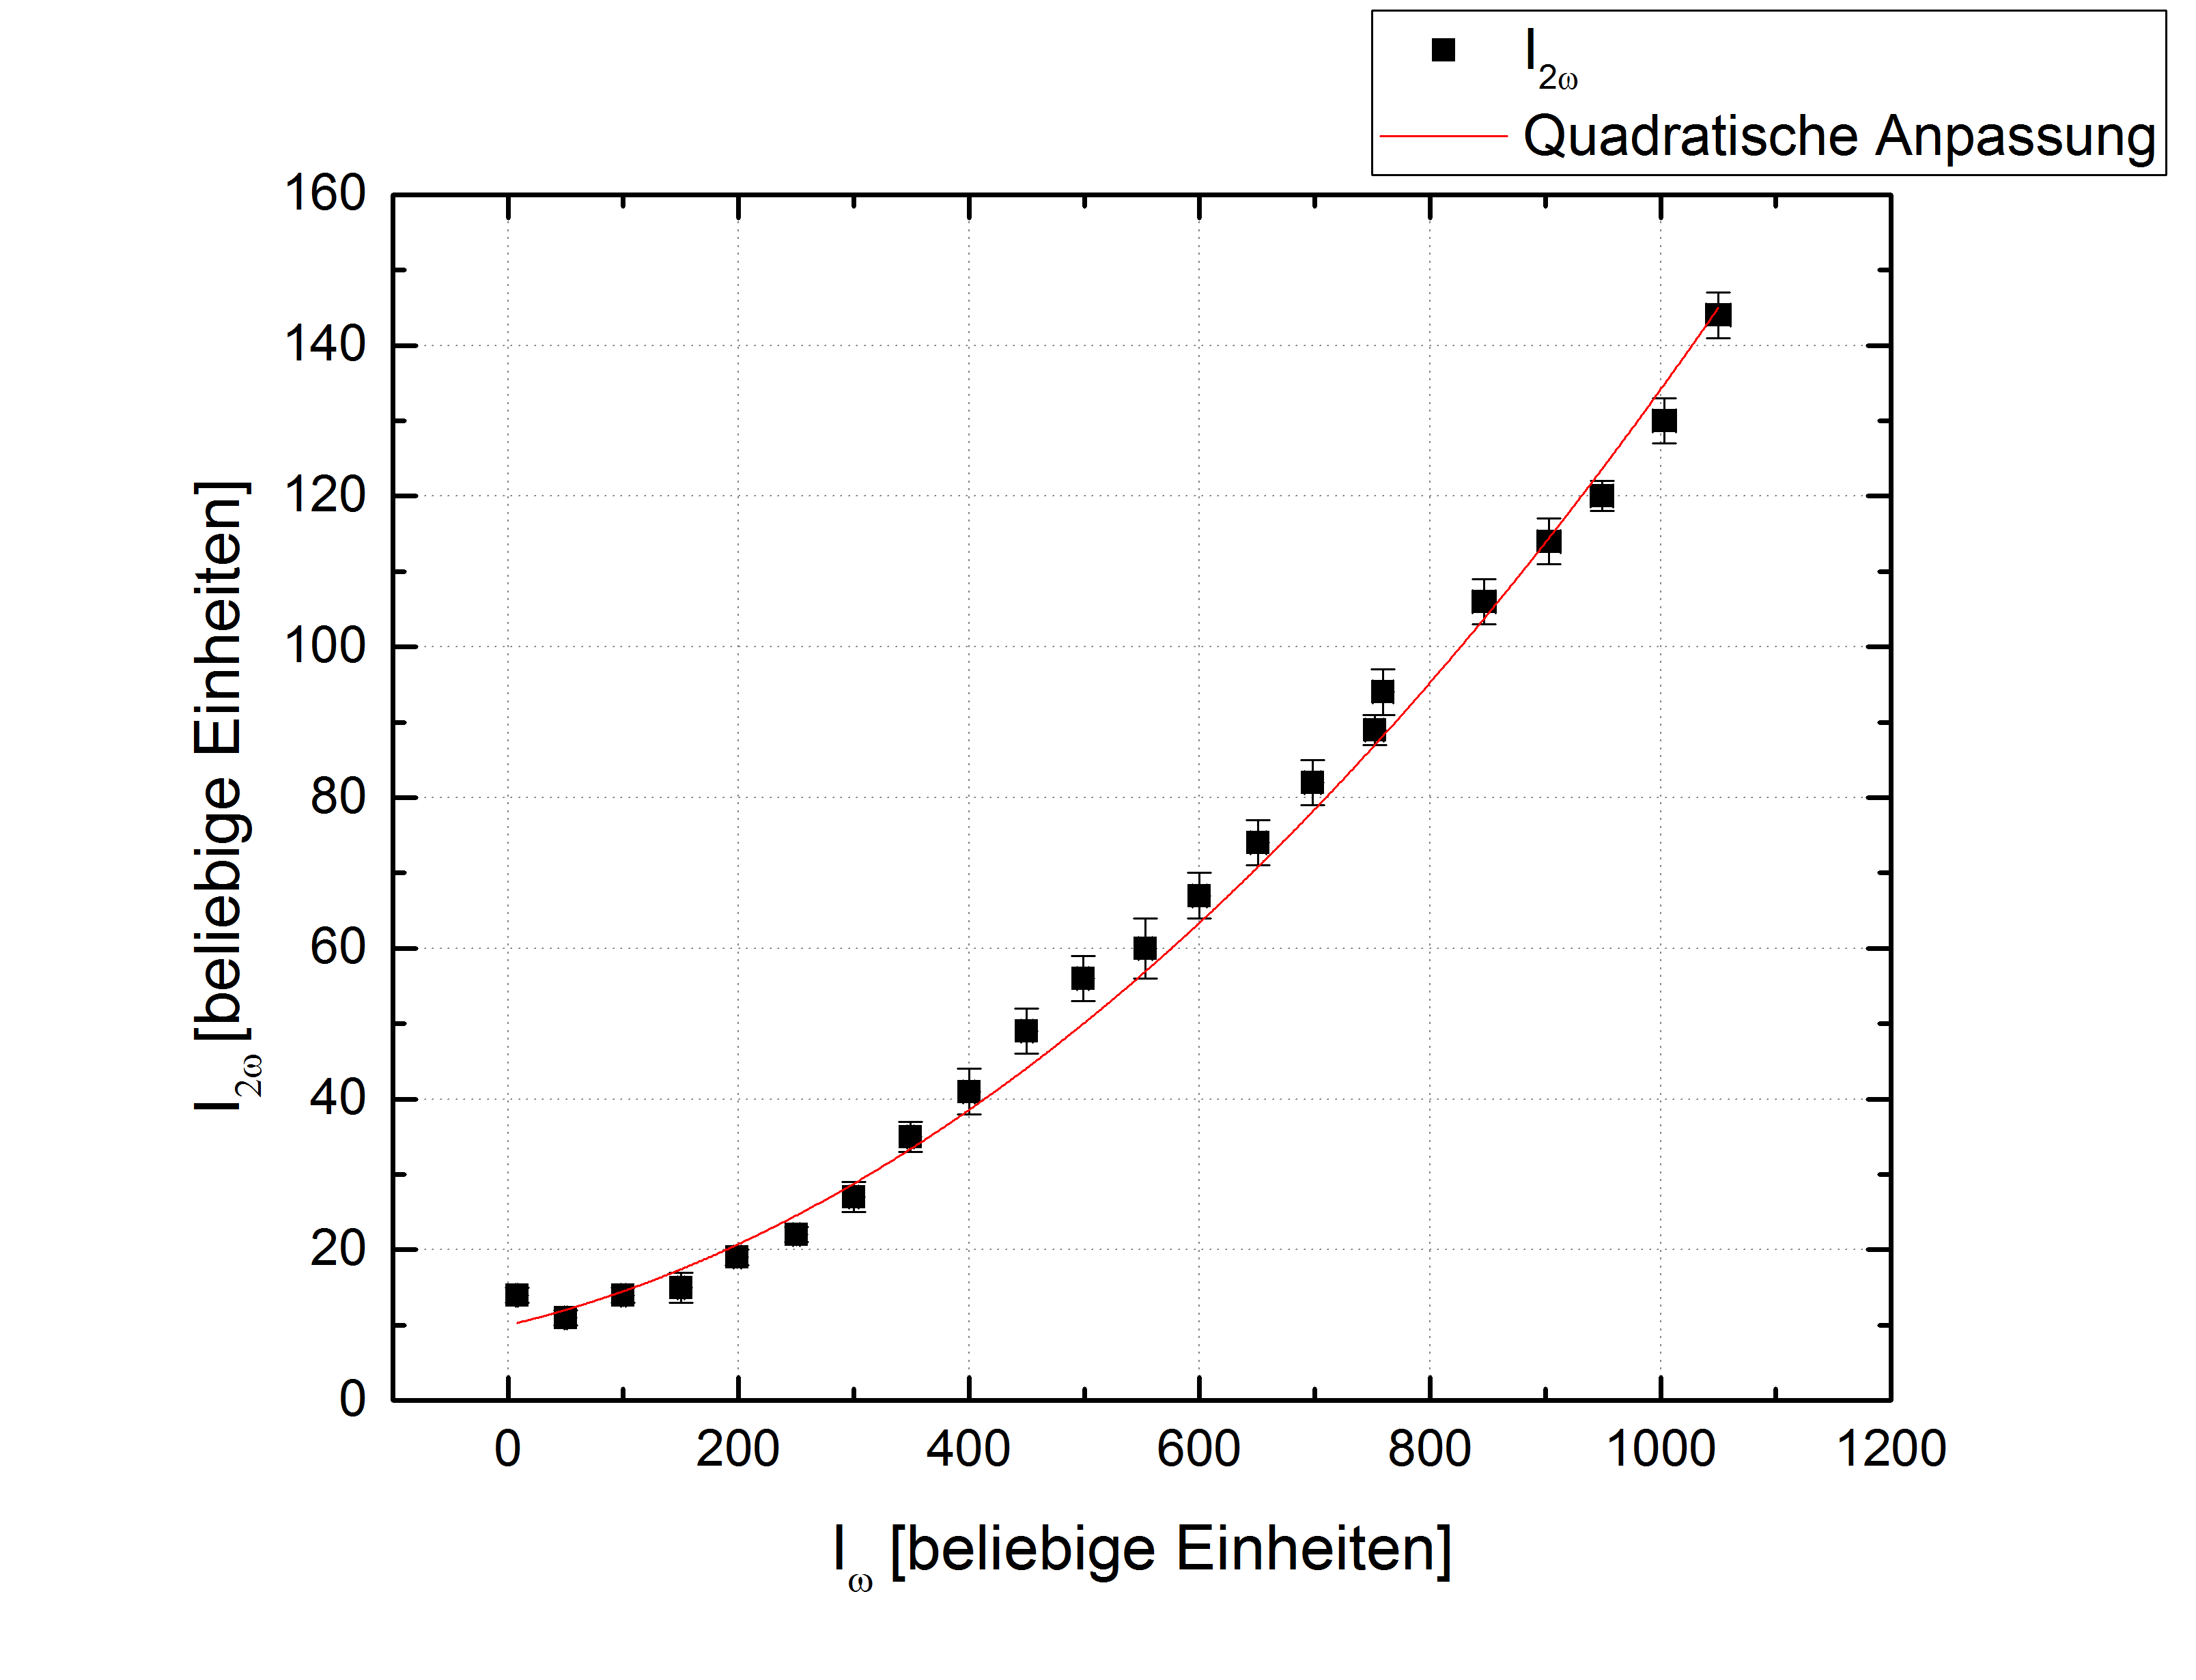 I2ω
Quadratische Anpassung
160
140
120
100
80
60
40
20
0
I2ω [beliebige Einheiten]
0 200 400 600 800 1000 1200
Iω [beliebige Einheiten]